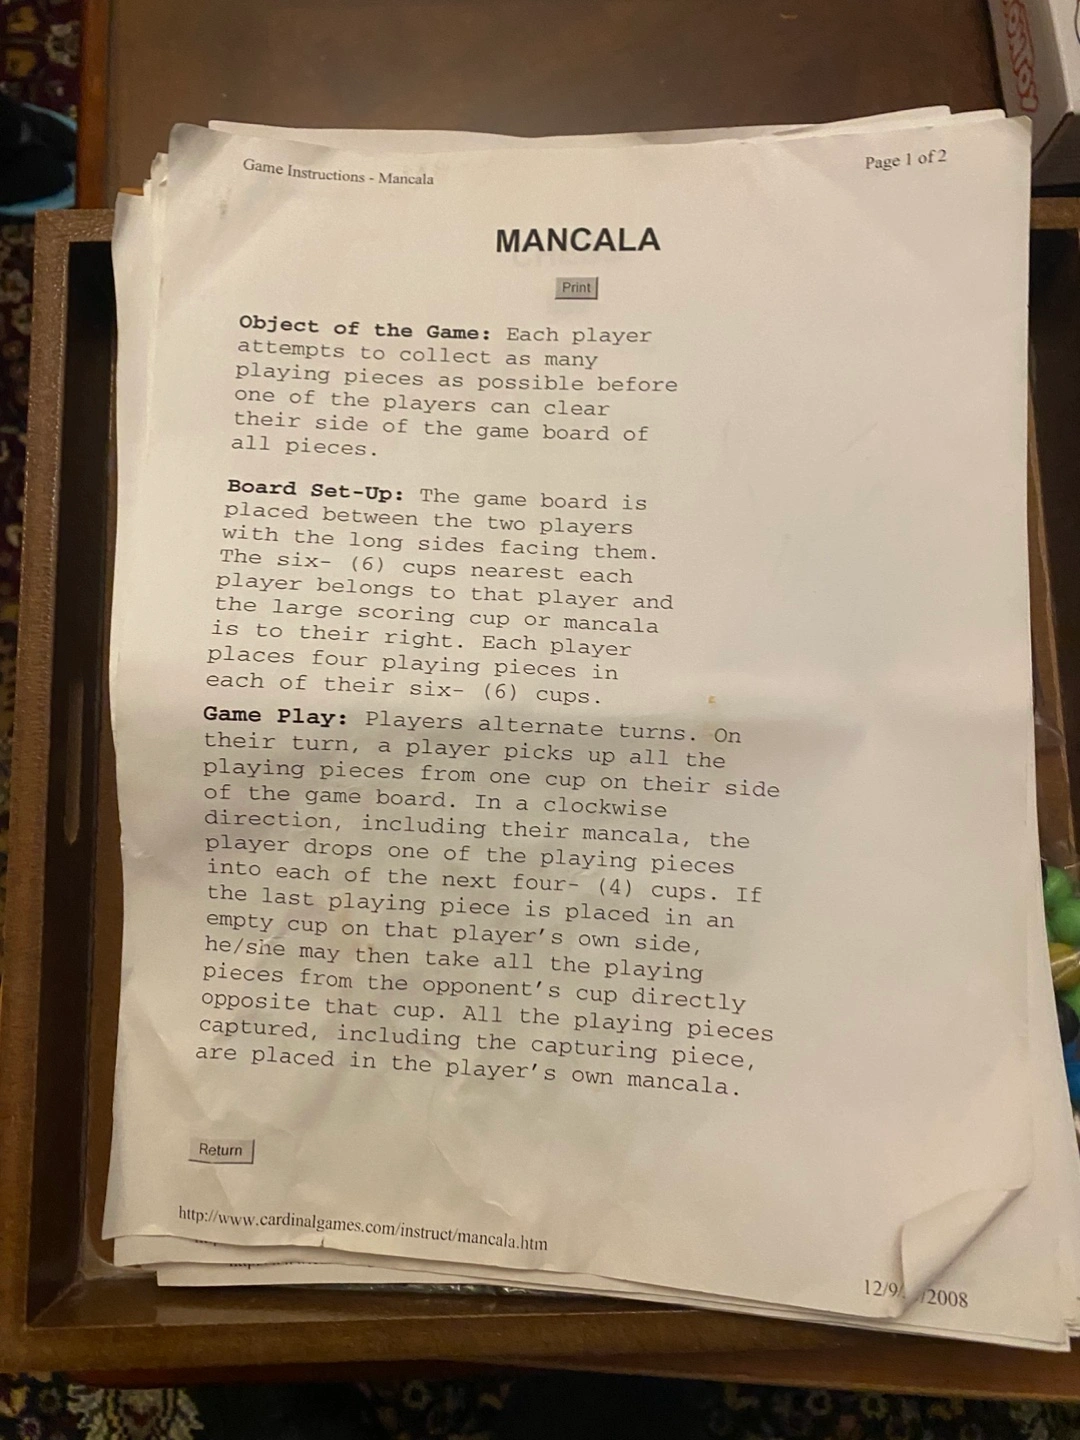 Game Instructions - Mancala
Page 1 of 2
MANCALA
Print
Object of the Game: Each player
attempts to collect as many
playing pieces as possible before
one of the players can clear
their side of the game board of
all pieces.
Board Set-Up: The game board is
placed between the two players
with the long sides facing them.
The six- (6) cups nearest each
player belongs to that player and
the large scoring cup or mancala
is to their right. Each player
places four playing pieces in
each of their six- (6) cups.
Game Play: Players alternate turns. On
their turn, a player picks up all the
playing pieces from one cup on their side
of the game board. In a clockwise
direction, including their mancala, the
player drops one of the playing pieces
into each of the next four- (4) cups. If
the last playing piece is placed in an
empty cup on that player's own side,
he/she may then take all the playing
pieces from the opponent's cup directly
opposite that cup. All the playing pieces
captured, including the capturing piece,
are placed in the player's own mancala.
Return
http://www.cardinalgames.com/instruct/mancala.htm
12/9/ /2008